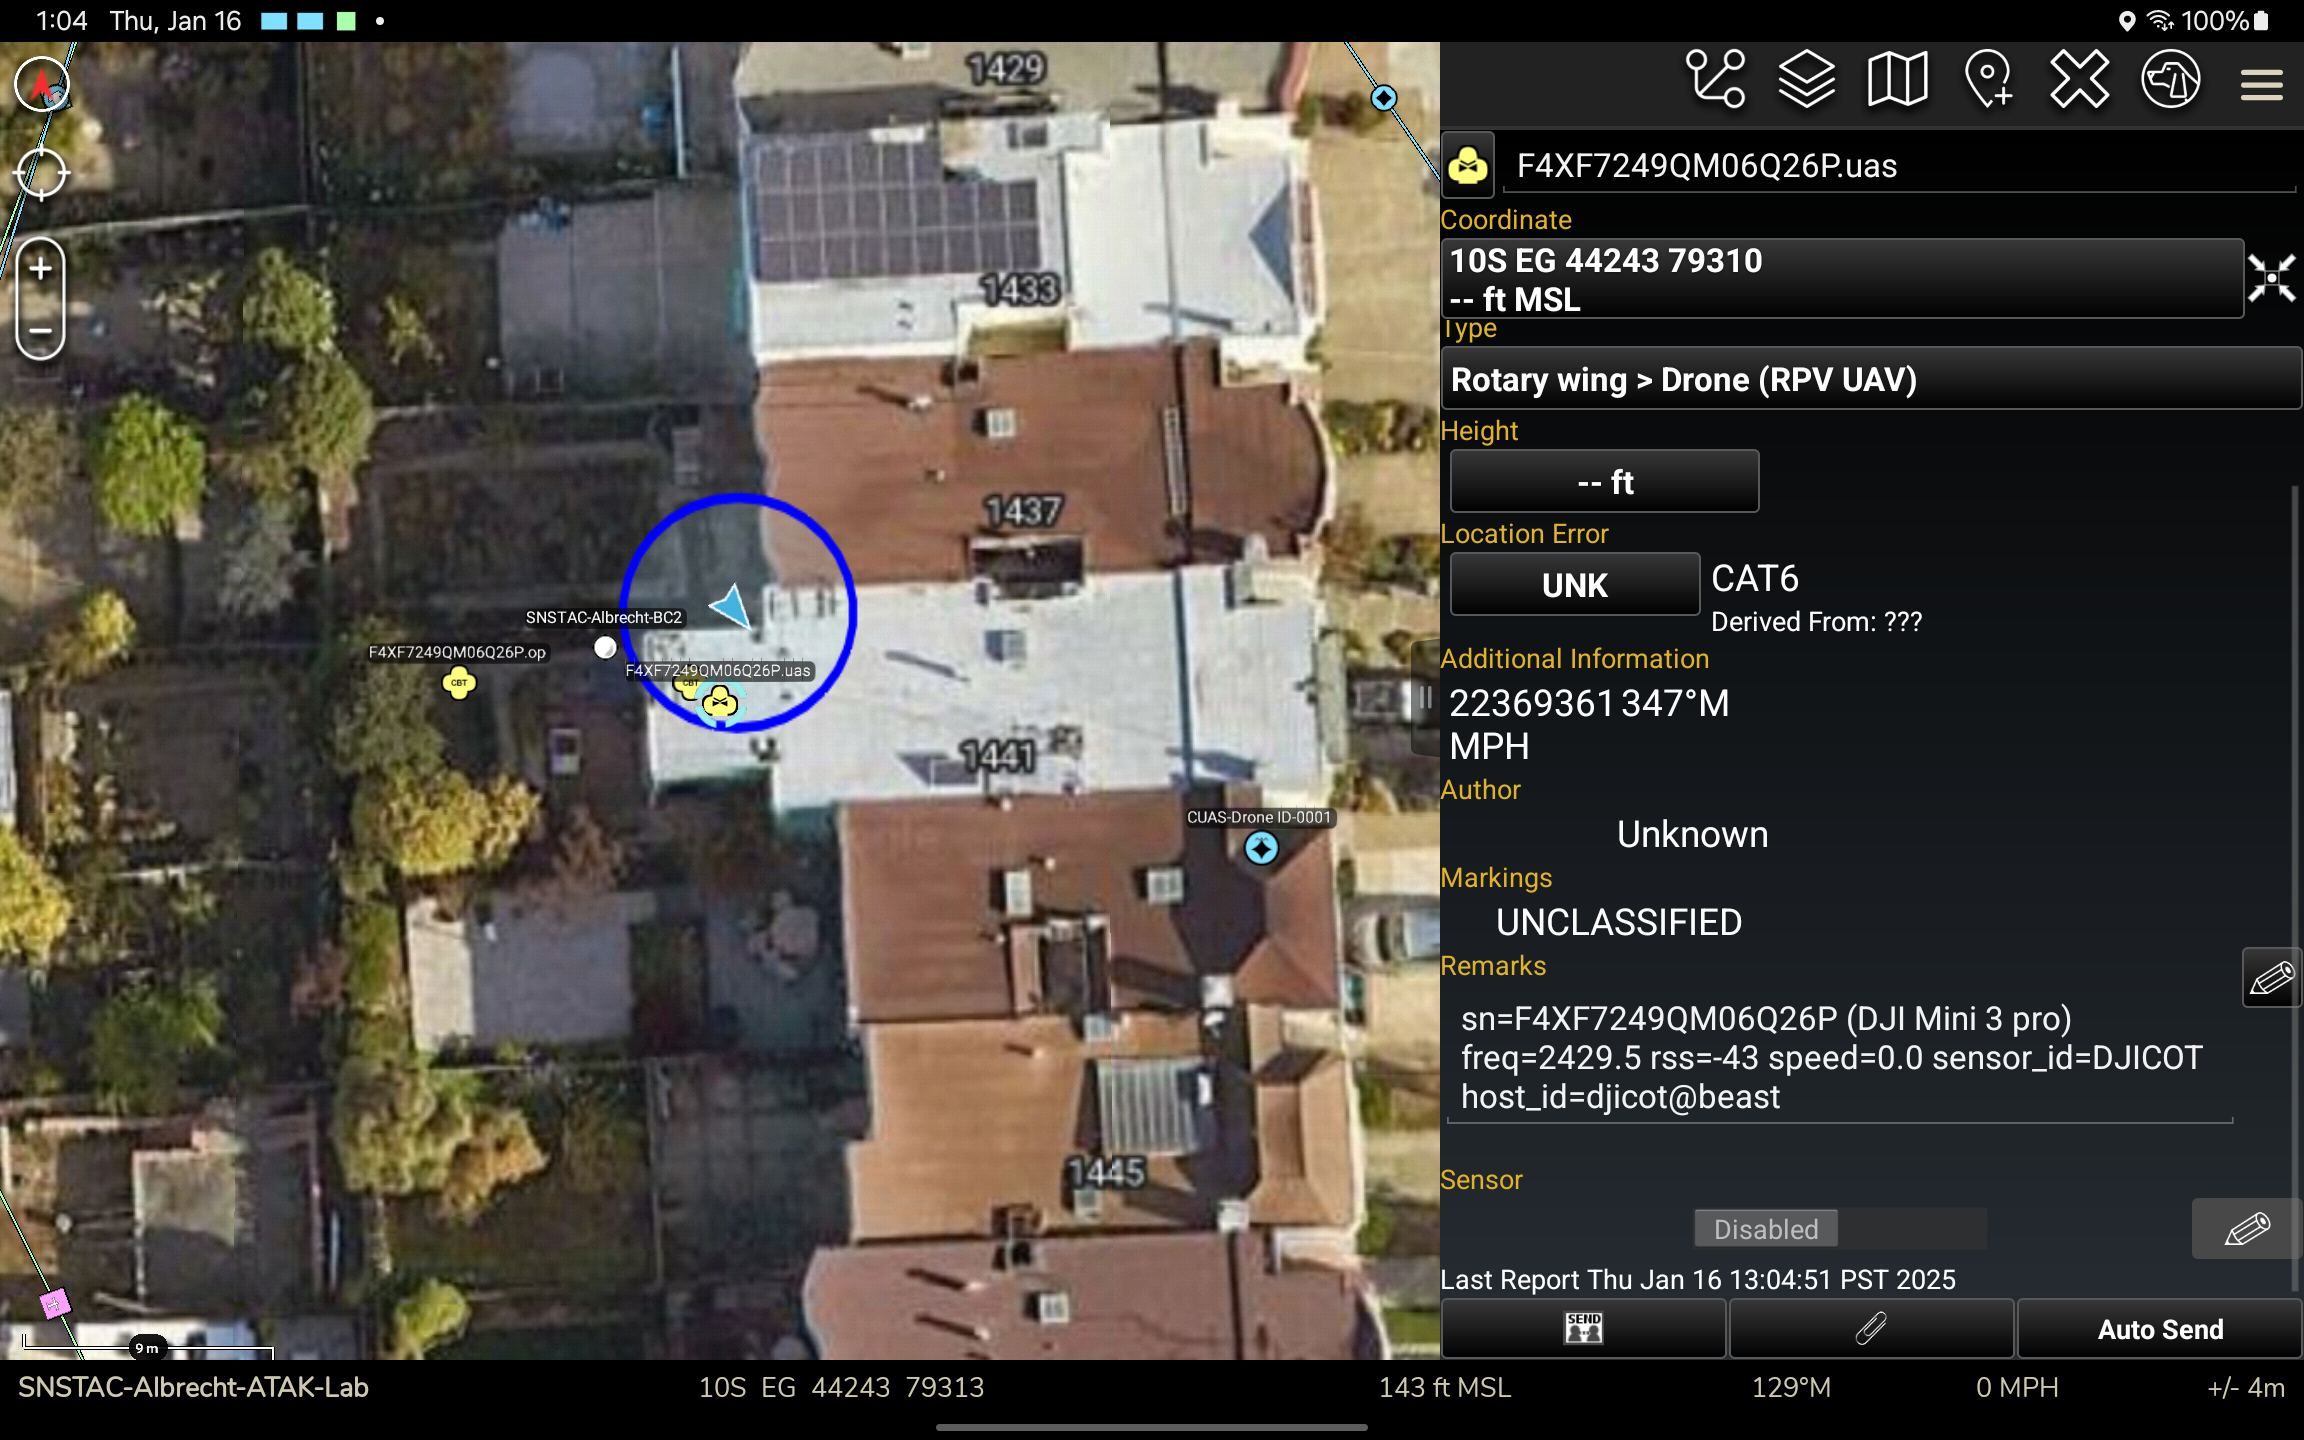 1:04 Thu, Jan 16
100%
1429
1433
1437
SNSTAC-Albrecht-BC2
F4XF7249QM06Q26P.op
CBT
F4XF7249QM06Q26P.uas
CBT
1441
CUAS-Drone ID-0001
1445
9 m
F4XF7249QM06Q26P.uas
Coordinate
10S EG 44243 79310
-- ft MSL
Type
Rotary wing > Drone (RPV UAV)
Height
-- ft
Location Error
UNK
CAT6
Derived From: ???
Additional Information
22369361 347°M
MPH
Author
Unknown
Markings
UNCLASSIFIED
Remarks
sn=F4XF7249QM06Q26P (DJI Mini 3 pro)
freq=2429.5 rss=-43 speed=0.0 sensor_id=DJICOT
host_id=djicot@beast
Sensor
Disabled
Last Report Thu Jan 16 13:04:51 PST 2025
SEND
Auto Send
SNSTAC-Albrecht-ATAK-Lab
10S EG 44243 79313
143 ft MSL
129°M
0 MPH
+/- 4m